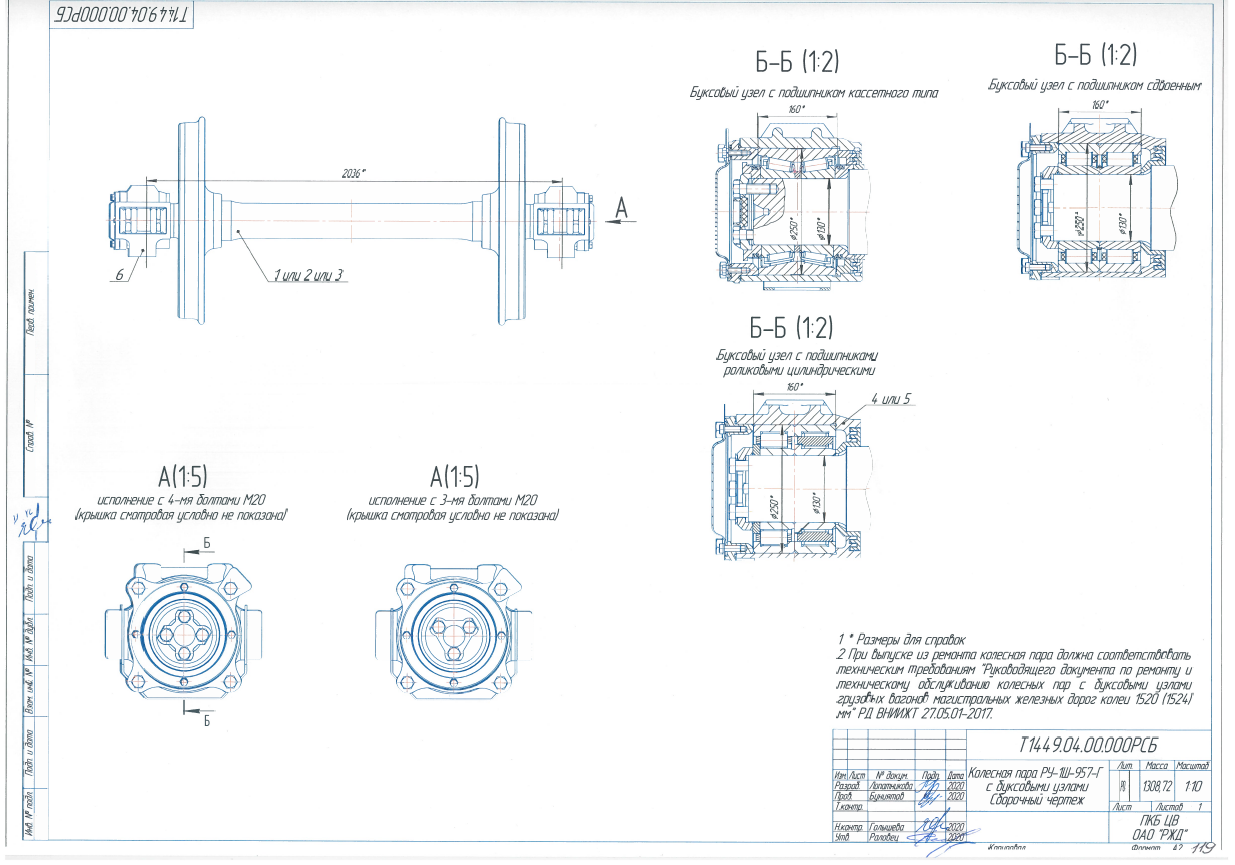 Т1449.04.00.000РСБ
Б-Б (1:2)
Буксовый узел с подшипником кассетного типа
160*
⌀250*
⌀130*
Б-Б (1:2)
Буксовый узел с подшипником сдвоенным
160*
⌀250*
⌀130*
2036*
А
6
1 или 2 или 3
Б-Б (1:2)
Буксовый узел с подшипниками
роликовыми цилиндрическими
160*
4 или 5
⌀250*
⌀130*
А(1:5)
исполнение с 4-мя болтами М20
(крышка смотровая условно не показана)
Б
Б
А(1:5)
исполнение с 3-мя болтами М20
(крышка смотровая условно не показана)
Перв. примен.
Справ. №
Подп. и дата
Инв. № дубл.
Взам. инв. №
Подп. и дата
Инв. № подл.
1 * Размеры для справок
2 При выпуске из ремонта колесная пара должна соответствовать
техническим требованиям "Руководящего документа по ремонту и
техническому обслуживанию колесных пар с буксовыми узлами
грузовых вагонов магистральных железных дорог колеи 1520 (1524)
мм" РД ВНИИЖТ 27.05.01-2017.
Т1449.04.00.000РСБ
Изм. Лист № докум. Подп. Дата
Разраб. Лопатникова 2020
Пров. Буниятов 2020
Т.контр.
Н.контр. Голышева 2020
Утв. 2020
Колесная пара РУ-1Ш-957-Г
с буксовыми узлами
Сборочный чертеж
Лит. Масса Масштаб
1308,72 1:10
Лист Листов 1
ПКБ ЦВ
ОАО "РЖД"
Копировал Формат А2
119